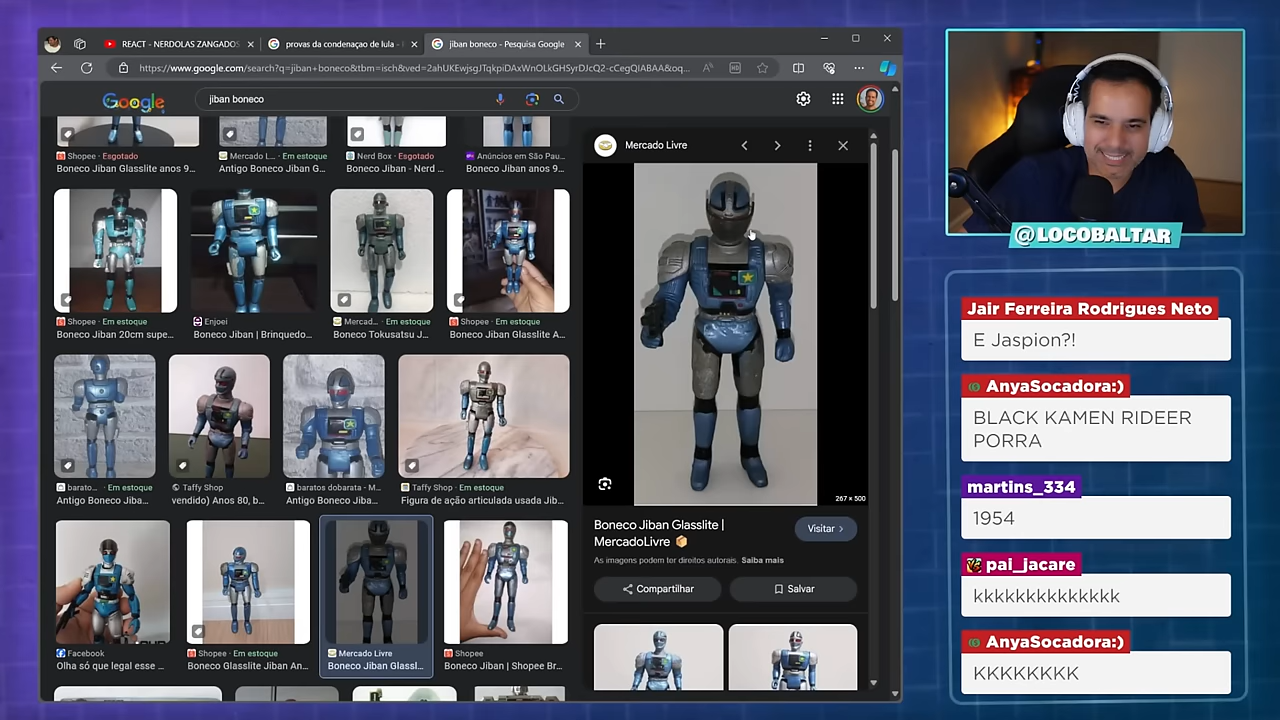 REACT - NERDOLAS ZANGADOS
provas da condenaçao de lula -
jiban boneco - Pesquisa Google
https://www.google.com/search?q=jiban+boneco&tbm=isch&ved=2ahUKEwjsgJTqkpiDAxWnOLkGHSyrDJcQ2-cCegQIABAA&oq...
Google
jiban boneco
Shopee · Esgotado
Boneco Jiban Glasslite anos 9...
Mercado L... · Em estoque
Antigo Boneco Jiban G...
Nerd Box · Esgotado
Boneco Jiban - Nerd ...
Anúncios em São Pau...
Boneco Jiban anos 9...
Shopee · Em estoque
Boneco Jiban 20cm supe...
Enjoei
Boneco Jiban | Brinquedo...
Mercad... · Em estoque
Boneco Tokusatsu J...
Shopee · Em estoque
Boneco Jiban Glasslite A...
barato... · Em estoque
Antigo Boneco Jiba...
Taffy Shop
vendido) Anos 80, b...
baratos dobarata - M...
Antigo Boneco Jiba...
Taffy Shop · Em estoque
Figura de ação articulada usada Jib...
Facebook
Olha só que legal esse ...
Shopee · Em estoque
Boneco Glasslite Jiban An...
Mercado Livre
Boneco Jiban Glassl...
Shopee
Boneco Jiban | Shopee Br...
Mercado Livre
267 × 500
Boneco Jiban Glasslite |
MercadoLivre
Visitar
As imagens podem ter direitos autorais. Saiba mais
Compartilhar
Salvar
@LOCOBALTAR
Jair Ferreira Rodrigues Neto
E Jaspion?!
AnyaSocadora:)
BLACK KAMEN RIDEER
PORRA
martins_334
1954
pai_jacare
kkkkkkkkkkkkkk
AnyaSocadora:)
KKKKKKKK